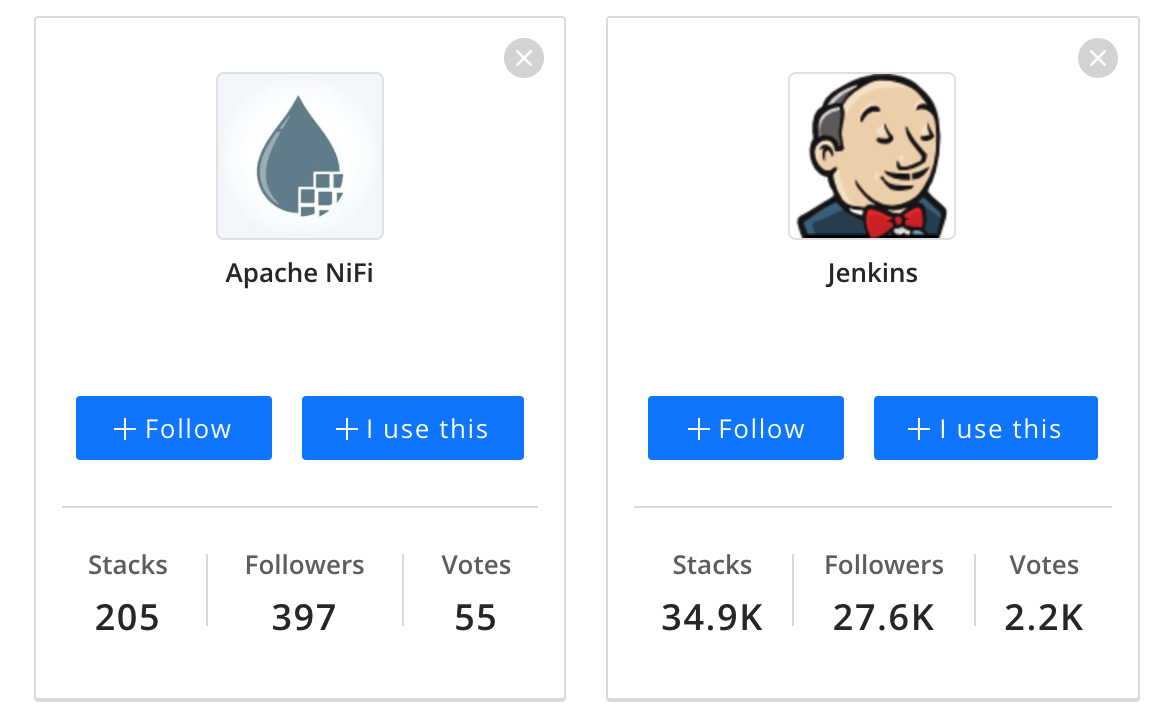 Apache NiFi
+ Follow
+ I use this
Stacks
Followers
Votes
205
397
55
Jenkins
+ Follow
+ I use this
Stacks
Followers
Votes
34.9K
27.6K
2.2K